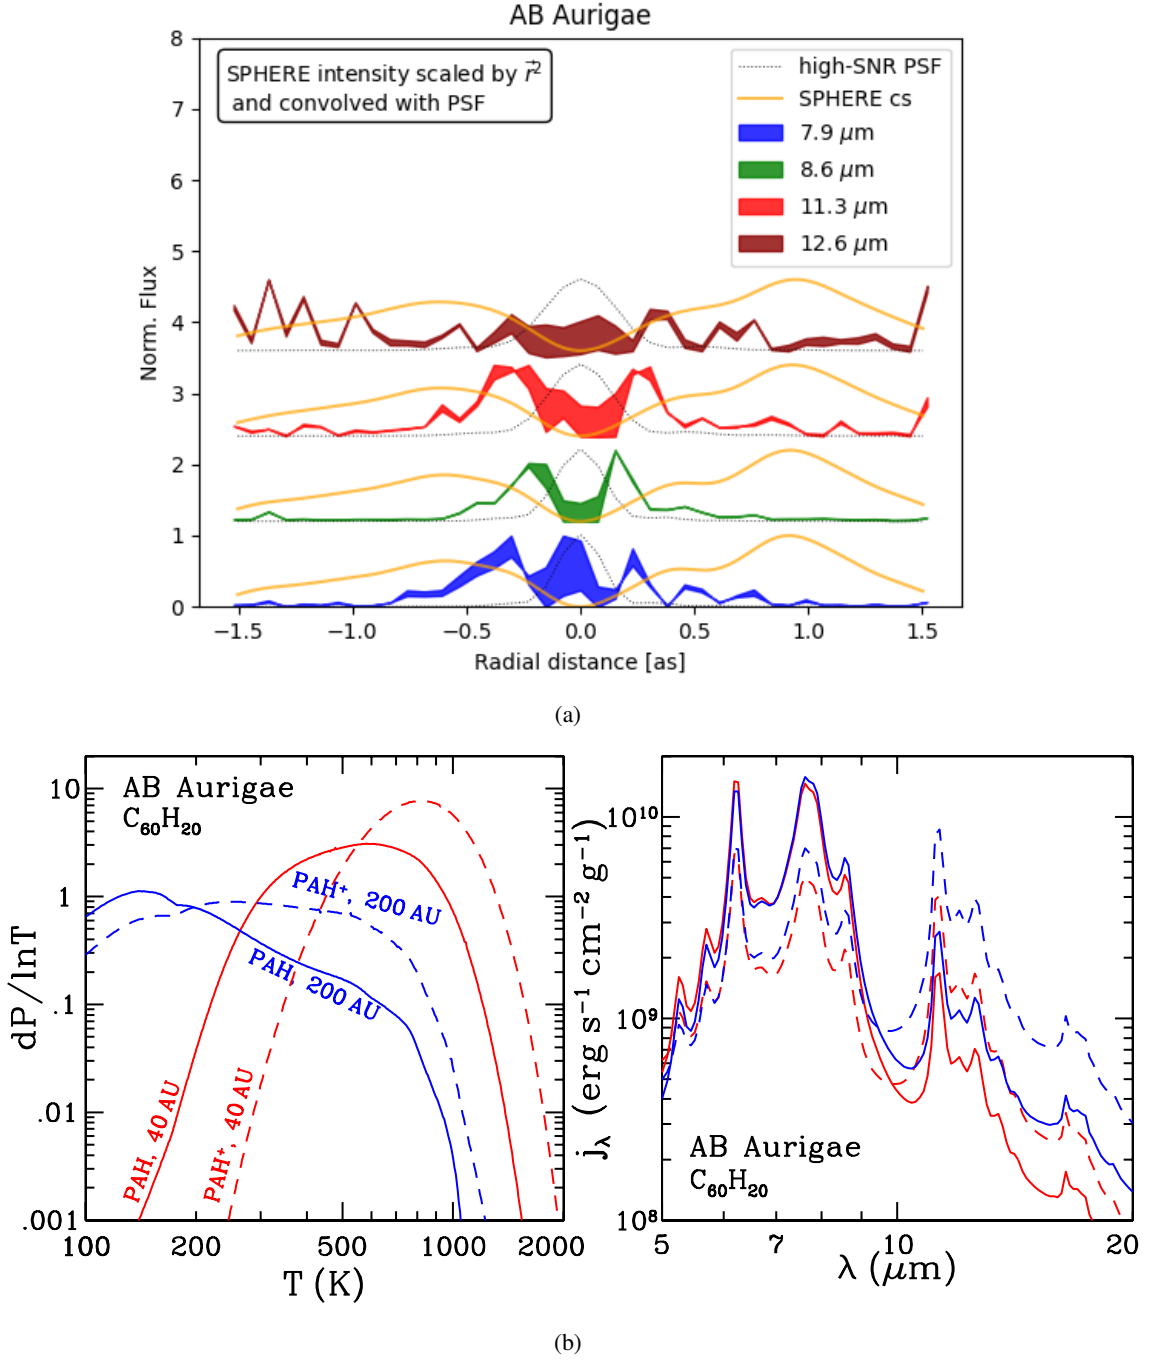 AB Aurigae
SPHERE intensity scaled by r⃗²
and convolved with PSF
high-SNR PSF
SPHERE cs
7.9 μm
8.6 μm
11.3 μm
12.6 μm
Norm. Flux
8
7
6
5
4
3
2
1
0
−1.5 −1.0 −0.5 0.0 0.5 1.0 1.5
Radial distance [as]
(a)
AB Aurigae
C₆₀H₂₀
dP/lnT
10
1
.1
.01
.001
PAH⁺, 200 AU
PAH, 200 AU
PAH, 40 AU
PAH⁺, 40 AU
100 200 500 1000 2000
T (K)
jλ (erg s⁻¹ cm⁻² g⁻¹)
10¹⁰
10⁹
10⁸
AB Aurigae
C₆₀H₂₀
5 7 10 20
λ (μm)
(b)